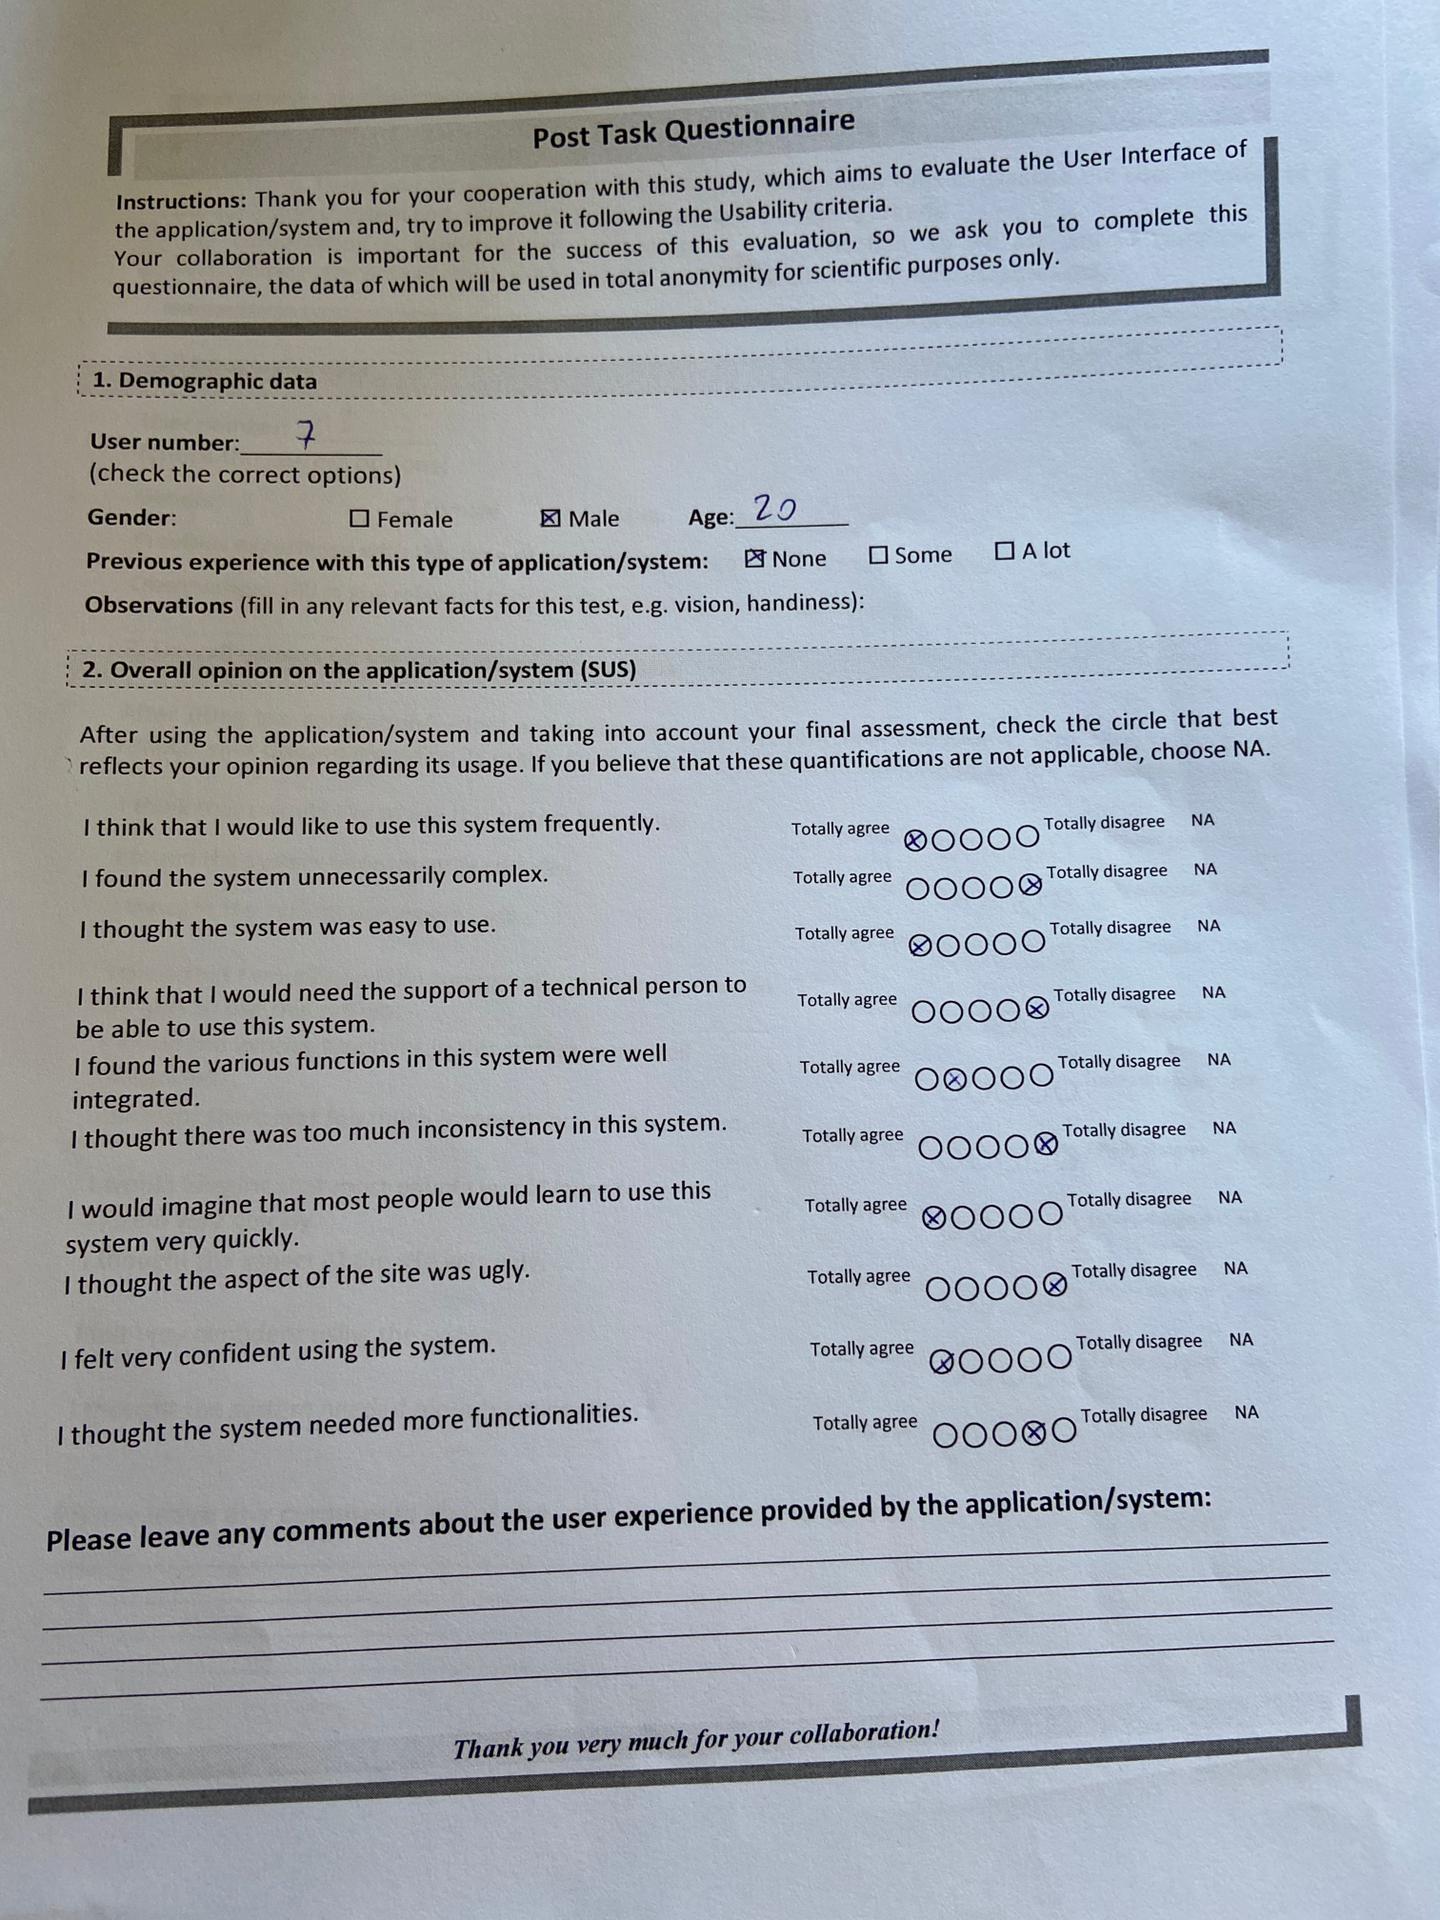 Post Task Questionnaire
Instructions: Thank you for your cooperation with this study, which aims to evaluate the User Interface of
the application/system and, try to improve it following the Usability criteria.
Your collaboration is important for the success of this evaluation, so we ask you to complete this
questionnaire, the data of which will be used in total anonymity for scientific purposes only.
1. Demographic data
User number: 7
(check the correct options)
Gender: ☐ Female ☒ Male Age: 20
Previous experience with this type of application/system: ☒ None ☐ Some ☐ A lot
Observations (fill in any relevant facts for this test, e.g. vision, handiness):
2. Overall opinion on the application/system (SUS)
After using the application/system and taking into account your final assessment, check the circle that best
reflects your opinion regarding its usage. If you believe that these quantifications are not applicable, choose NA.
I think that I would like to use this system frequently. Totally agree ⊗○○○○ Totally disagree NA
I found the system unnecessarily complex. Totally agree ○○○○⊗ Totally disagree NA
I thought the system was easy to use. Totally agree ⊗○○○○ Totally disagree NA
I think that I would need the support of a technical person to Totally agree ○○○○⊗ Totally disagree NA
be able to use this system.
I found the various functions in this system were well Totally agree ○⊗○○○ Totally disagree NA
integrated.
I thought there was too much inconsistency in this system. Totally agree ○○○○⊗ Totally disagree NA
I would imagine that most people would learn to use this Totally agree ⊗○○○○ Totally disagree NA
system very quickly.
I thought the aspect of the site was ugly. Totally agree ○○○○⊗ Totally disagree NA
I felt very confident using the system. Totally agree ⊗○○○○ Totally disagree NA
I thought the system needed more functionalities. Totally agree ○○○⊗○ Totally disagree NA
Please leave any comments about the user experience provided by the application/system:
Thank you very much for your collaboration!